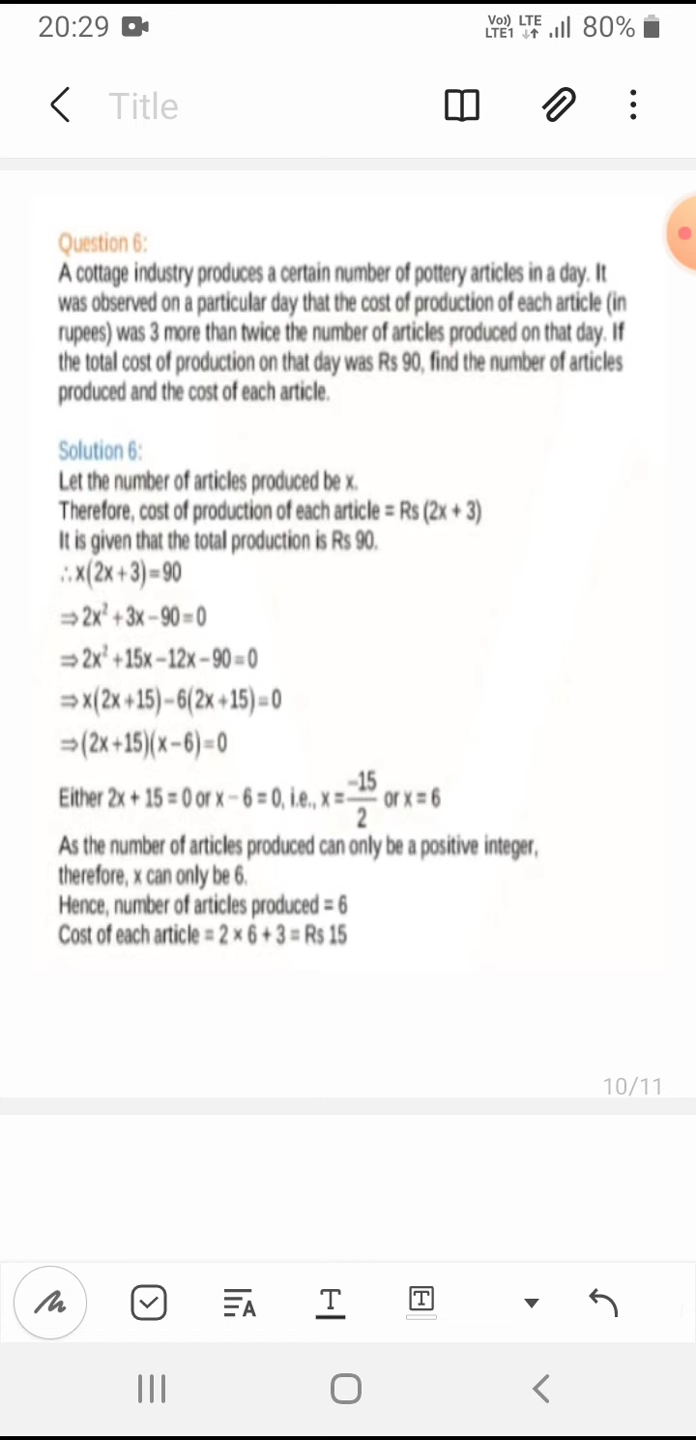 20:29
Vo)) LTE
LTE1
80%
Title
Question 6:
A cottage industry produces a certain number of pottery articles in a day. It
was observed on a particular day that the cost of production of each article (in
rupees) was 3 more than twice the number of articles produced on that day. If
the total cost of production on that day was Rs 90, find the number of articles
produced and the cost of each article.
Solution 6:
Let the number of articles produced be x.
Therefore, cost of production of each article = Rs (2x + 3)
It is given that the total production is Rs 90.
∴x(2x+3)=90
⇒2x²+3x−90=0
⇒2x²+15x−12x−90=0
⇒x(2x+15)−6(2x+15)=0
⇒(2x+15)(x−6)=0
Either 2x + 15 = 0 or x − 6 = 0, i.e., x = −15/2 or x = 6
As the number of articles produced can only be a positive integer,
therefore, x can only be 6.
Hence, number of articles produced = 6
Cost of each article = 2 × 6 + 3 = Rs 15
10/11
A
T
T